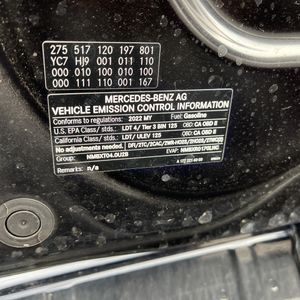 275 517 120 197 801
YC7 HJ9 001 011 110
000 010 100 010 100
000 111 110 001 167
MERCEDES-BENZ AG
VEHICLE EMISSION CONTROL INFORMATION
Conforms to regulations: 2022 MY Fuel: Gasoline
U.S. EPA Class / stds.: LDT 4/ Tier 3 BIN 125 OBD: CA OBD II
California Class / stds.: LDT/ ULEV 125 OBD: CA OBD II
No adjustments needed.
Group: NMBXT04.0U2B EVAP:
Remarks: n/a